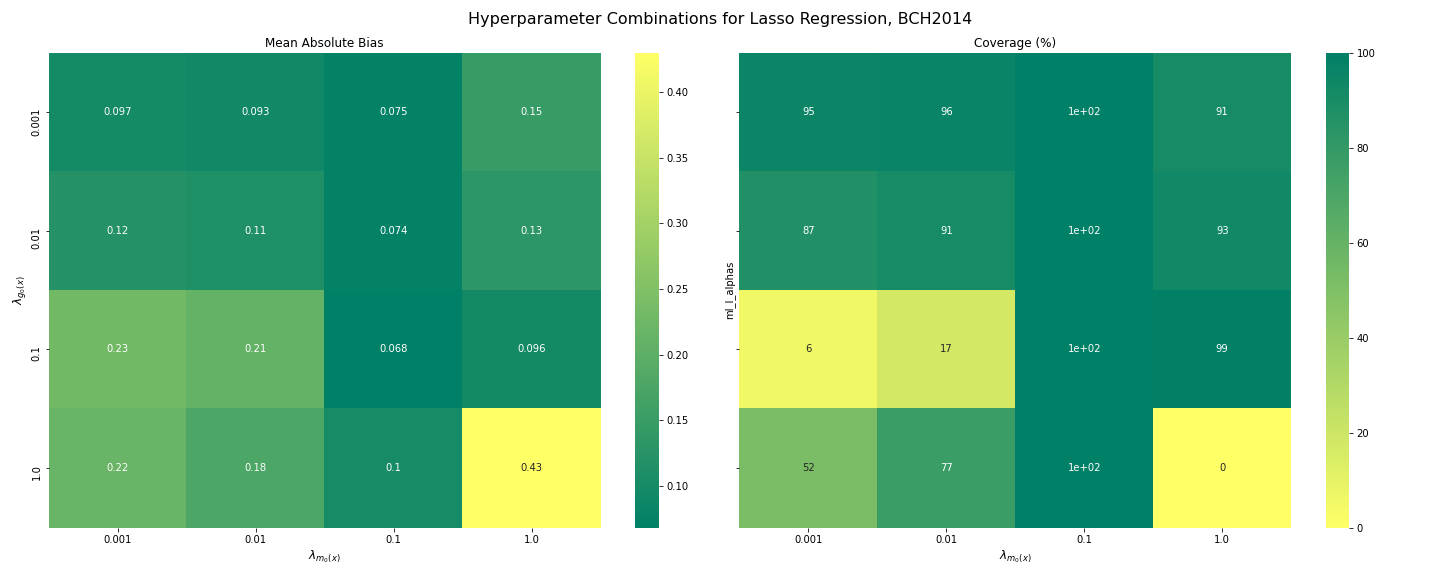 Hyperparameter Combinations for Lasso Regression, BCH2014
Mean Absolute Bias
λ_{g_0(x)}
0.001
0.097 0.093 0.075 0.15
0.01
0.12 0.11 0.074 0.13
0.1
0.23 0.21 0.068 0.096
1.0
0.22 0.18 0.1 0.43
0.001 0.01 0.1 1.0
λ_{m_0(x)}
0.40
0.35
0.30
0.25
0.20
0.15
0.10
Coverage (%)
ml_l_alphas
95 96 1e+02 91
87 91 1e+02 93
6 17 1e+02 99
52 77 1e+02 0
0.001 0.01 0.1 1.0
λ_{m_0(x)}
100
80
60
40
20
0